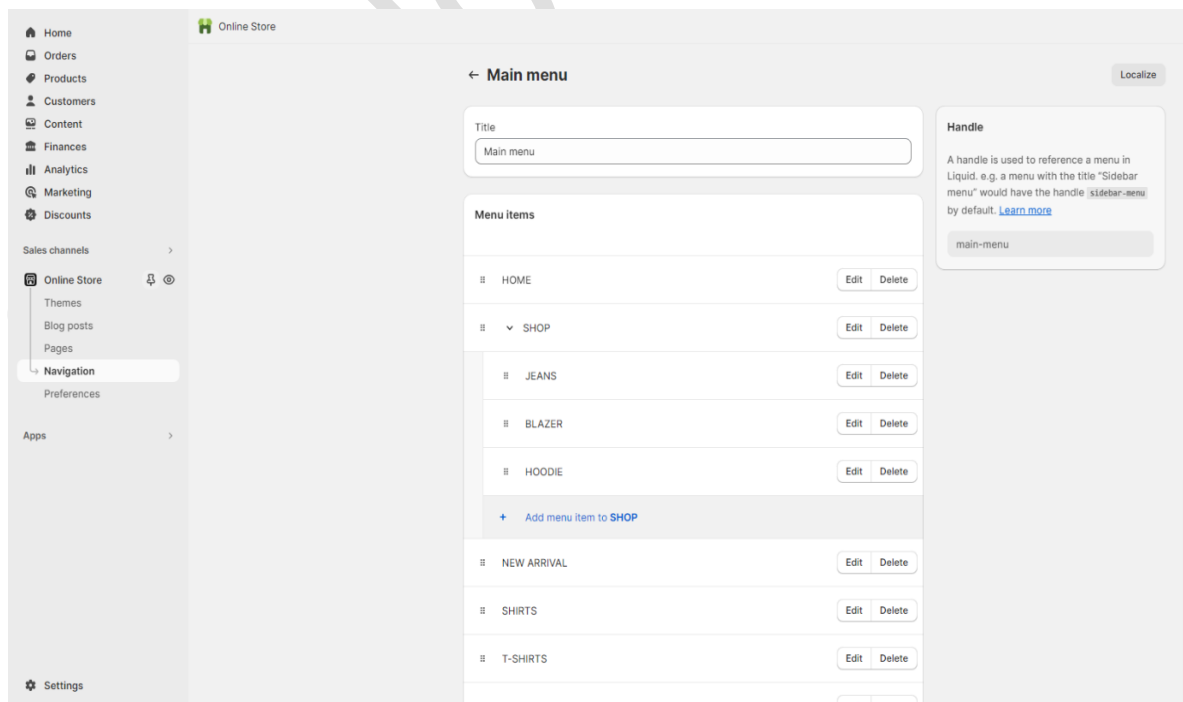 Home
Orders
Products
Customers
Content
Finances
Analytics
Marketing
Discounts
Sales channels
Online Store
Themes
Blog posts
Pages
Navigation
Preferences
Apps
Settings
Online Store
Main menu
Localize
Title
Main menu
Menu items
HOME Edit Delete
SHOP Edit Delete
JEANS Edit Delete
BLAZER Edit Delete
HOODIE Edit Delete
+ Add menu item to SHOP
NEW ARRIVAL Edit Delete
SHIRTS Edit Delete
T-SHIRTS Edit Delete
Handle
A handle is used to reference a menu in
Liquid. e.g. a menu with the title "Sidebar
menu" would have the handle sidebar-menu
by default. Learn more
main-menu